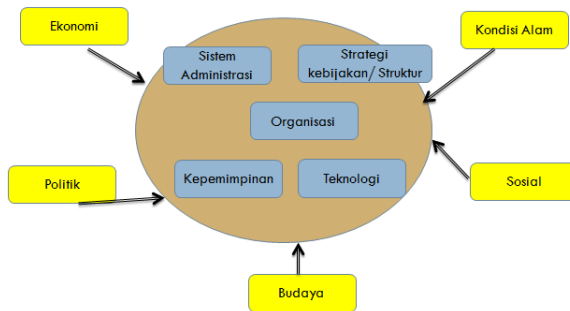 Ekonomi
Kondisi Alam
Sistem
Administrasi
Strategi
kebijakan/ Struktur
Organisasi
Politik
Kepemimpinan
Teknologi
Sosial
Budaya